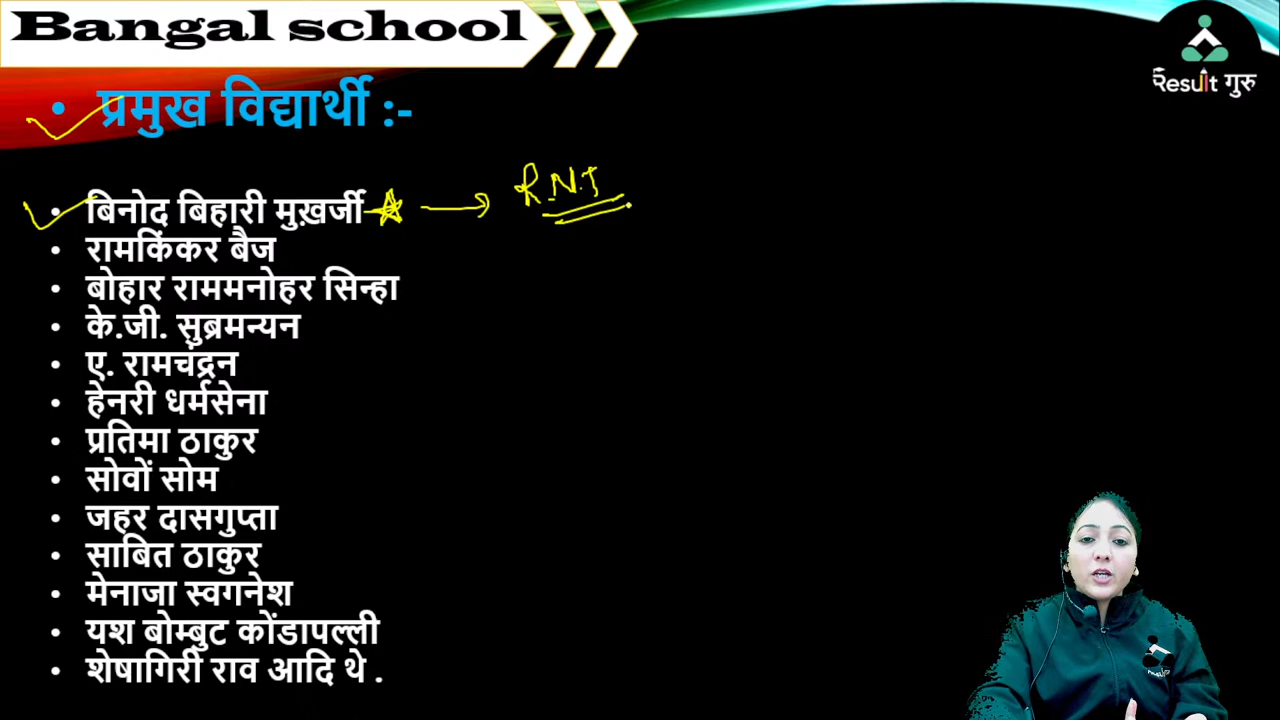 Bangal school
Result गुरु
• प्रमुख विद्यार्थी :-
• बिनोद बिहारी मुख़र्जी → R.N.T
• रामकिंकर बैज
• बोहार राममनोहर सिन्हा
• के.जी. सुब्रमन्यन
• ए. रामचंद्रन
• हेनरी धर्मसेना
• प्रतिमा ठाकुर
• सोवों सोम
• जहर दासगुप्ता
• साबित ठाकुर
• मेनाजा स्वगनेश
• यश बोम्बुट कोंडापल्ली
• शेषागिरी राव आदि थे .